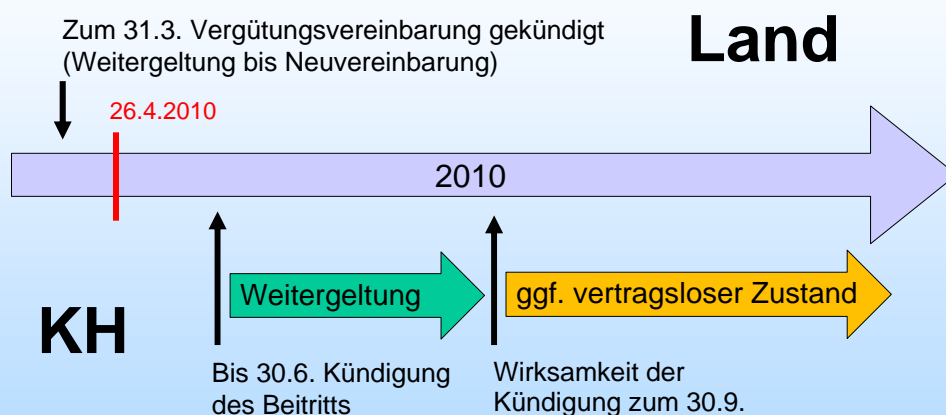 Zum 31.3. Vergütungsvereinbarung gekündigt
(Weitergeltung bis Neuvereinbarung)
Land
26.4.2010
2010
Weitergeltung
ggf. vertragsloser Zustand
KH
Bis 30.6. Kündigung
des Beitritts
Wirksamkeit der
Kündigung zum 30.9.